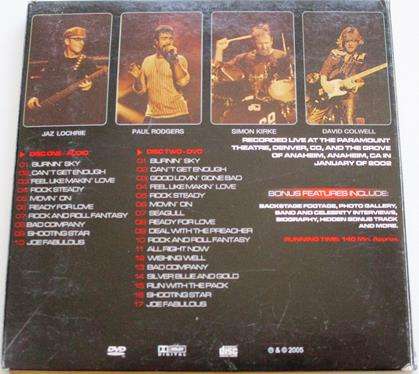 JAZ LOCHRIE
PAUL RODGERS
SIMON KIRKE
DAVID COLWELL
DISC ONE - AUDIO
01 BURNIN' SKY
02 CAN'T GET ENOUGH
03 FEEL LIKE MAKIN' LOVE
04 ROCK STEADY
05 MOVIN' ON
06 READY FOR LOVE
07 ROCK AND ROLL FANTASY
08 BAD COMPANY
09 SHOOTING STAR
10 JOE FABULOUS
DISC TWO - DVD
01 BURNIN' SKY
02 CAN'T GET ENOUGH
03 GOOD LOVIN' GONE BAD
04 FEEL LIKE MAKIN' LOVE
05 ROCK STEADY
06 MOVIN' ON
07 SEAGULL
08 READY FOR LOVE
09 DEAL WITH THE PREACHER
10 ROCK AND ROLL FANTASY
11 ALL RIGHT NOW
12 WISHING WELL
13 BAD COMPANY
14 SILVER BLUE AND GOLD
15 RUN WITH THE PACK
16 SHOOTING STAR
17 JOE FABULOUS
RECORDED LIVE AT THE PARAMOUNT
THEATRE, DENVER, CO, AND THE GROVE
OF ANAHEIM, ANAHEIM, CA IN
JANUARY OF 2002
BONUS FEATURES INCLUDE:
BACKSTAGE FOOTAGE, PHOTO GALLERY,
BAND AND CELEBRITY INTERVIEWS,
BIOGRAPHY, HIDDEN BONUS TRACK
AND MORE.
RUNNING TIME: 140 Min. Approx.
DVD
DOLBY
DIGITAL
disc
℗ & © 2005